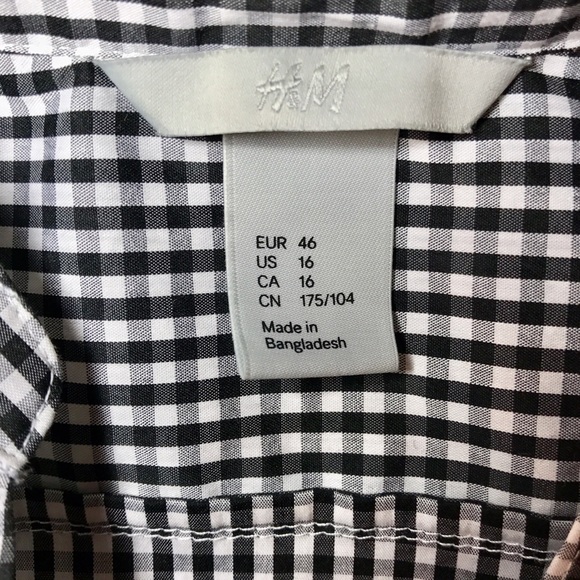 H&M
EUR 46
US 16
CA 16
CN 175/104
Made in
Bangladesh